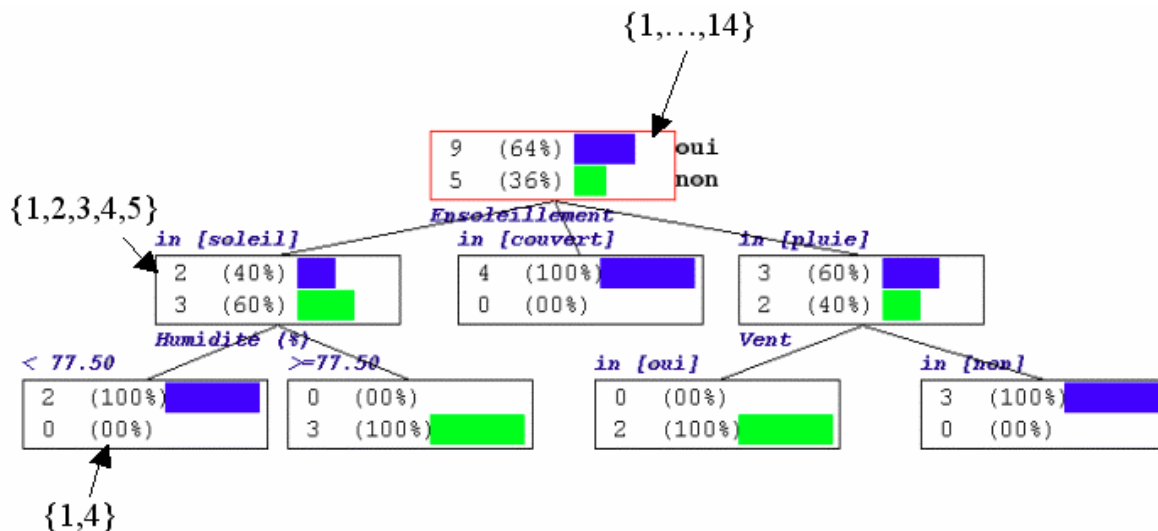 {1,…,14}
9 (64%) oui
5 (36%) non
{1,2,3,4,5}
Ensoleillement
in [soleil] in [couvert] in [pluie]
2 (40%) 4 (100%) 3 (60%)
3 (60%) 0 (00%) 2 (40%)
Humidité (%) Vent
< 77.50 >=77.50 in [oui] in [non]
2 (100%) 0 (00%) 0 (00%) 3 (100%)
0 (00%) 3 (100%) 2 (100%) 0 (00%)
{1,4}